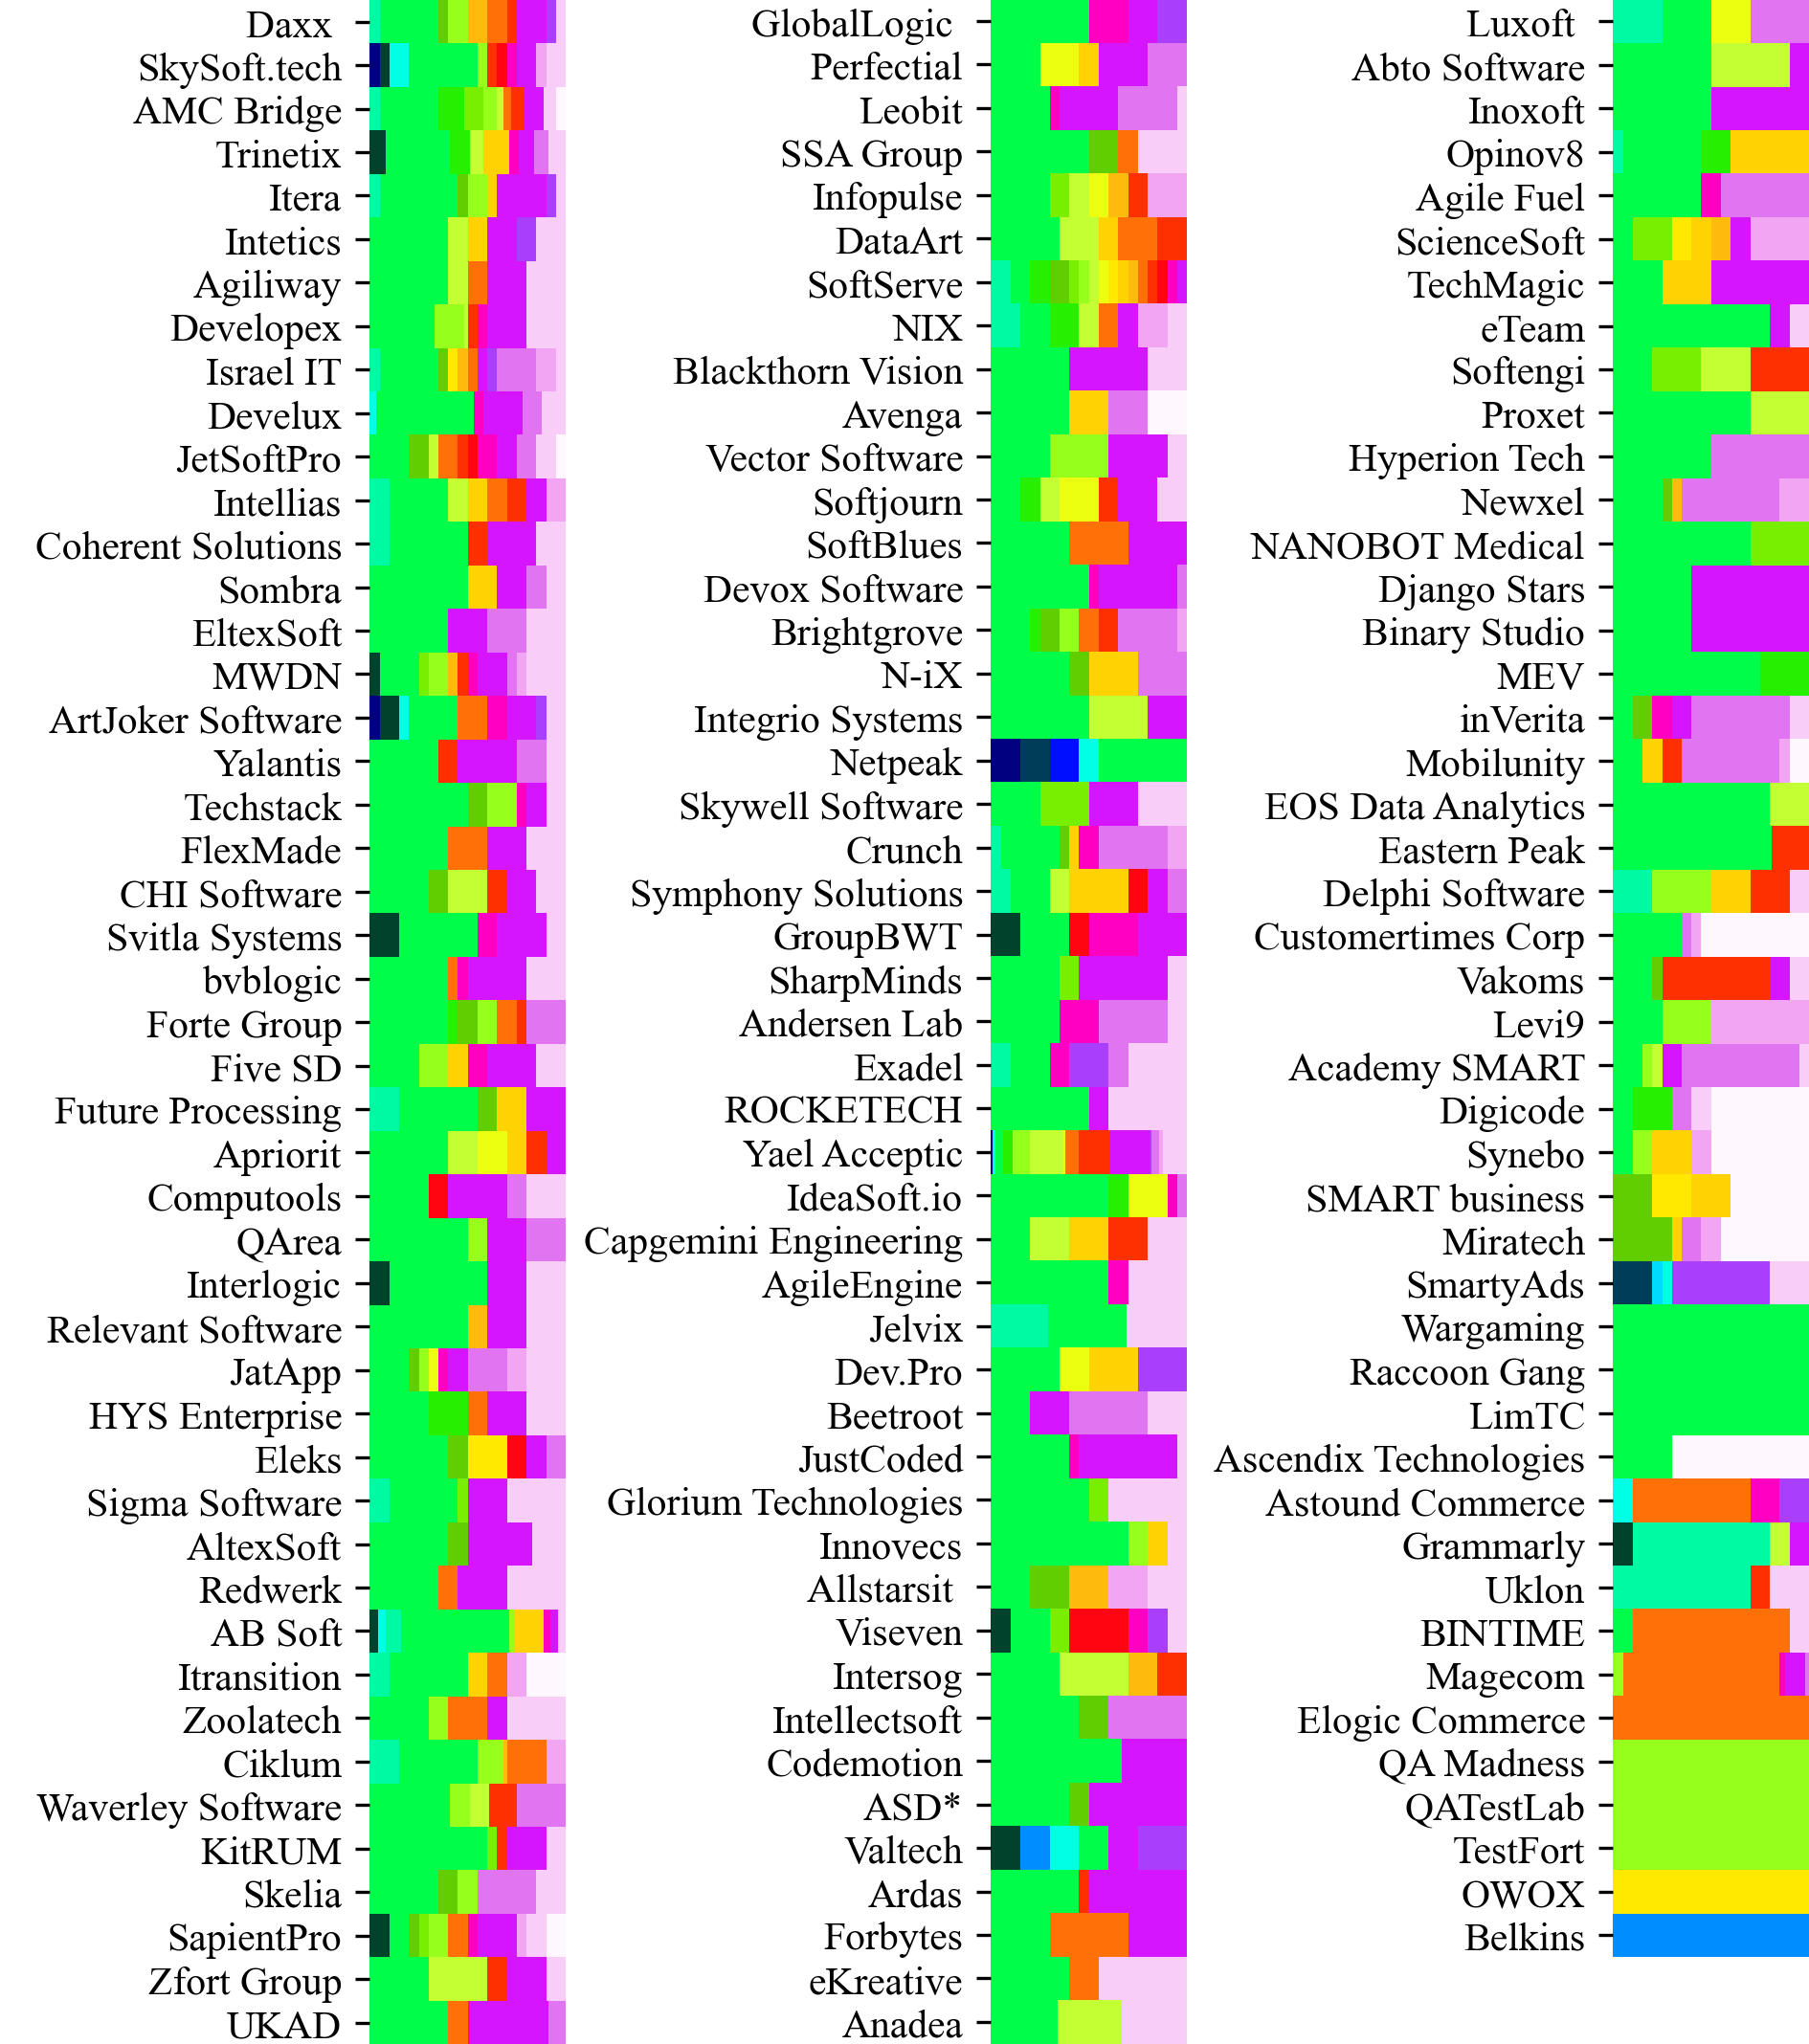 Daxx
SkySoft.tech
AMC Bridge
Trinetix
Itera
Intetics
Agiliway
Developex
Israel IT
Develux
JetSoftPro
Intellias
Coherent Solutions
Sombra
EltexSoft
MWDN
ArtJoker Software
Yalantis
Techstack
FlexMade
CHI Software
Svitla Systems
bvblogic
Forte Group
Five SD
Future Processing
Apriorit
Computools
QArea
Interlogic
Relevant Software
JatApp
HYS Enterprise
Eleks
Sigma Software
AltexSoft
Redwerk
AB Soft
Itransition
Zoolatech
Ciklum
Waverley Software
KitRUM
Skelia
SapientPro
Zfort Group
UKAD
GlobalLogic
Perfectial
Leobit
SSA Group
Infopulse
DataArt
SoftServe
NIX
Blackthorn Vision
Avenga
Vector Software
Softjourn
SoftBlues
Devox Software
Brightgrove
N-iX
Integrio Systems
Netpeak
Skywell Software
Crunch
Symphony Solutions
GroupBWT
SharpMinds
Andersen Lab
Exadel
ROCKETECH
Yael Acceptic
IdeaSoft.io
Capgemini Engineering
AgileEngine
Jelvix
Dev.Pro
Beetroot
JustCoded
Glorium Technologies
Innovecs
Allstarsit
Viseven
Intersog
Intellectsoft
Codemotion
ASD*
Valtech
Ardas
Forbytes
eKreative
Anadea
Luxoft
Abto Software
Inoxoft
Opinov8
Agile Fuel
ScienceSoft
TechMagic
eTeam
Softengi
Proxet
Hyperion Tech
Newxel
NANOBOT Medical
Django Stars
Binary Studio
MEV
inVerita
Mobilunity
EOS Data Analytics
Eastern Peak
Delphi Software
Customertimes Corp
Vakoms
Levi9
Academy SMART
Digicode
Synebo
SMART business
Miratech
SmartyAds
Wargaming
Raccoon Gang
LimTC
Ascendix Technologies
Astound Commerce
Grammarly
Uklon
BINTIME
Magecom
Elogic Commerce
QA Madness
QATestLab
TestFort
OWOX
Belkins